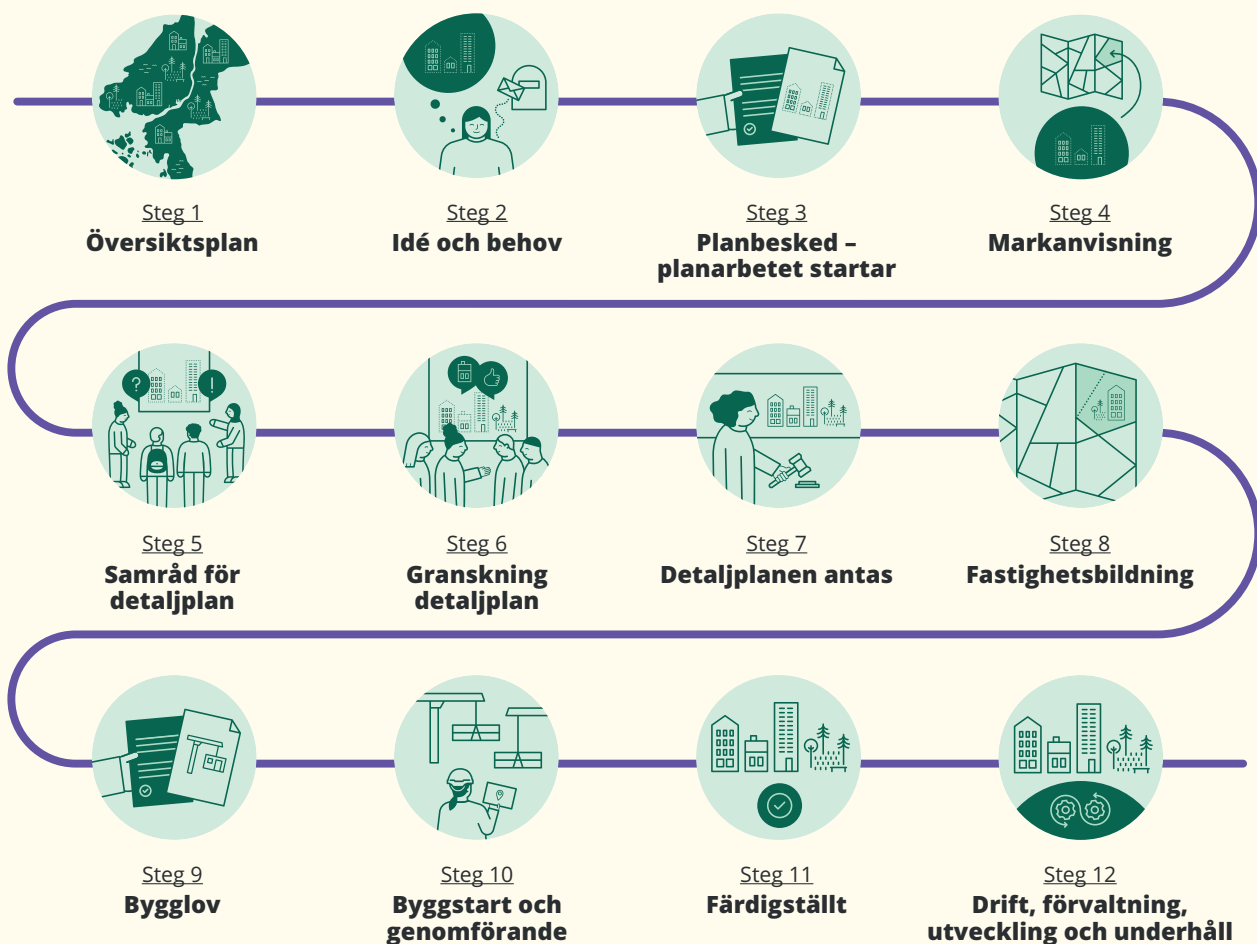 Steg 1
Översiktsplan
Steg 2
Idé och behov
Steg 3
Planbesked –
planarbetet startar
Steg 4
Markanvisning
?
!
Steg 5
Samråd för
detaljplan
Steg 6
Granskning
detaljplan
Steg 7
Detaljplanen antas
Steg 8
Fastighetsbildning
Steg 9
Bygglov
Steg 10
Byggstart och
genomförande
Steg 11
Färdigställt
Steg 12
Drift, förvaltning,
utveckling och underhåll